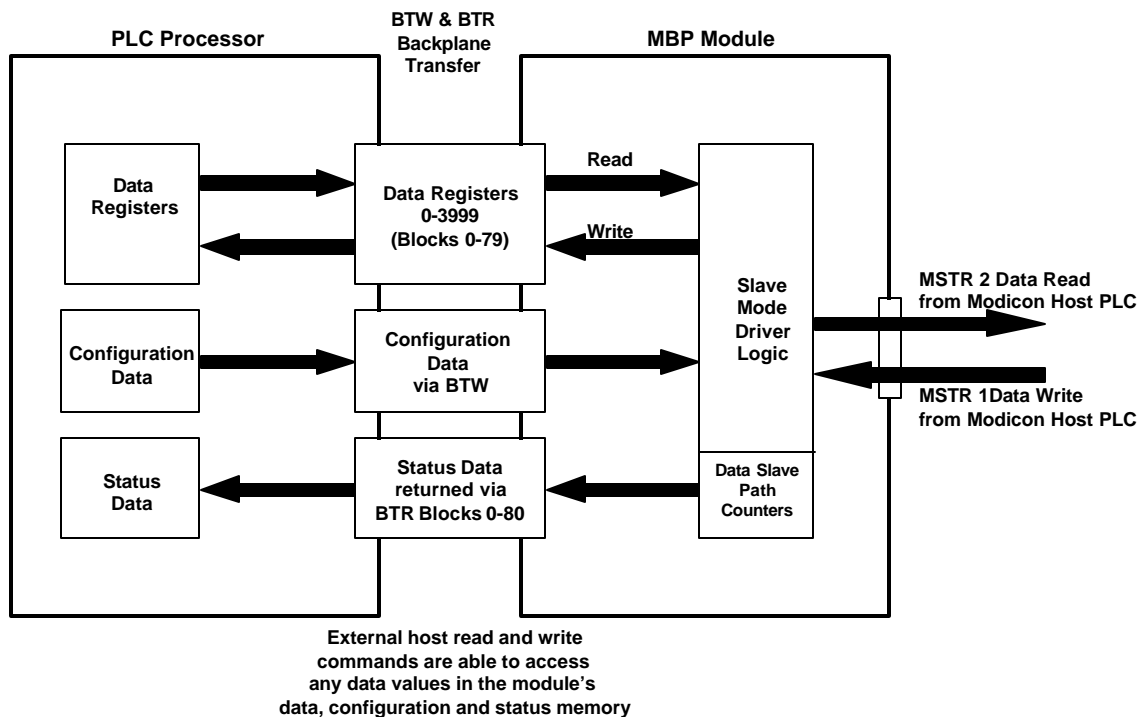 PLC Processor
BTW & BTR
Backplane
Transfer
MBP Module
Data
Registers
Data Registers
0-3999
(Blocks 0-79)
Read
Write
Slave
Mode
Driver
Logic
MSTR 2 Data Read
from Modicon Host PLC
MSTR 1Data Write
from Modicon Host PLC
Configuration
Data
Configuration
Data
via BTW
Status
Data
Status Data
returned via
BTR Blocks 0-80
Data Slave
Path
Counters
External host read and write
commands are able to access
any data values in the module’s
data, configuration and status memory